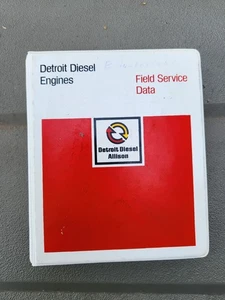 Detroit Diesel
Engines
Field Service
Data
Detroit Diesel
Allison